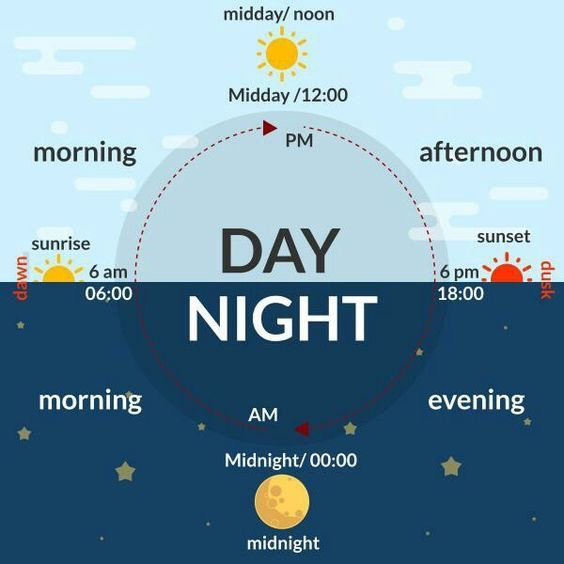 midday/ noon
Midday /12:00
PM
morning
afternoon
DAY
sunrise
sunset
dawn
6 am
6 pm
dusk
06:00
18:00
NIGHT
morning
evening
AM
Midnight/ 00:00
midnight